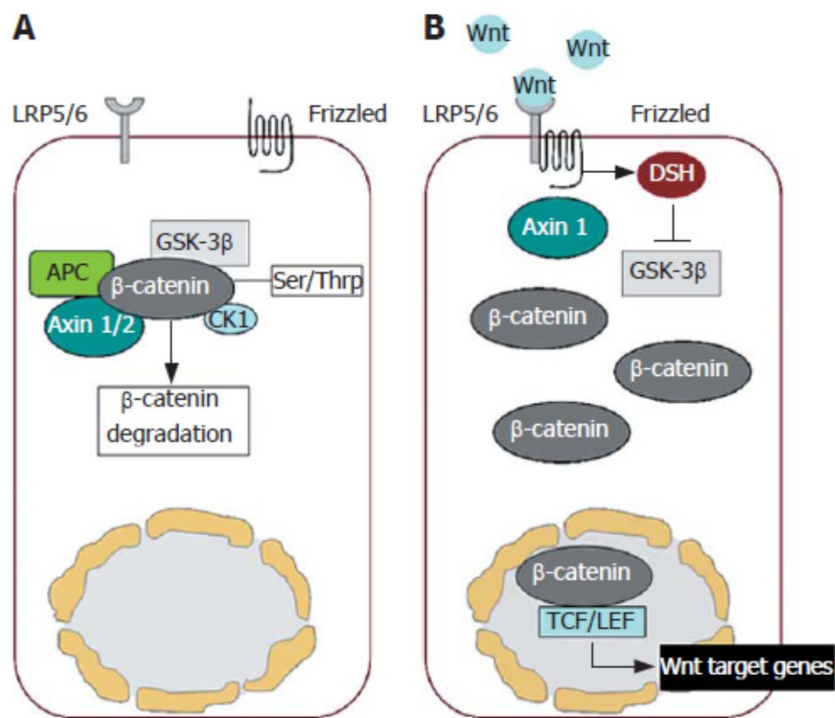 A
LRP5/6
Frizzled
GSK-3β
APC
β-catenin
Ser/Thrp
Axin 1/2
CK1
β-catenin
degradation
B
Wnt
Wnt
Wnt
LRP5/6
Frizzled
DSH
Axin 1
GSK-3β
β-catenin
β-catenin
β-catenin
β-catenin
TCF/LEF
Wnt target genes